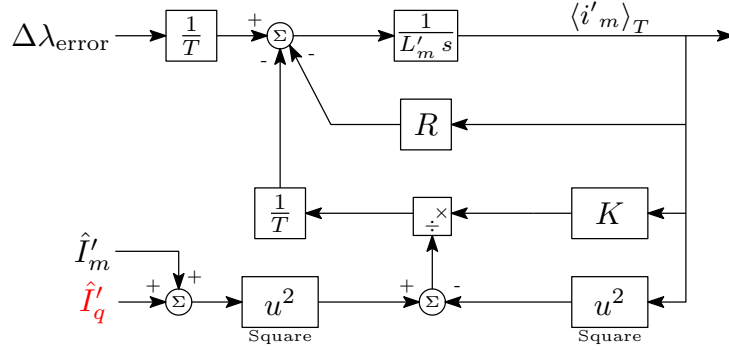 Δλ_error
1/T
+
Σ
-
-
1/(L′_m s)
⟨i′_m⟩_T
R
1/T
×
÷
K
Î′_m
+
+
Î′_q
Σ
u²
Square
+
Σ
-
u²
Square